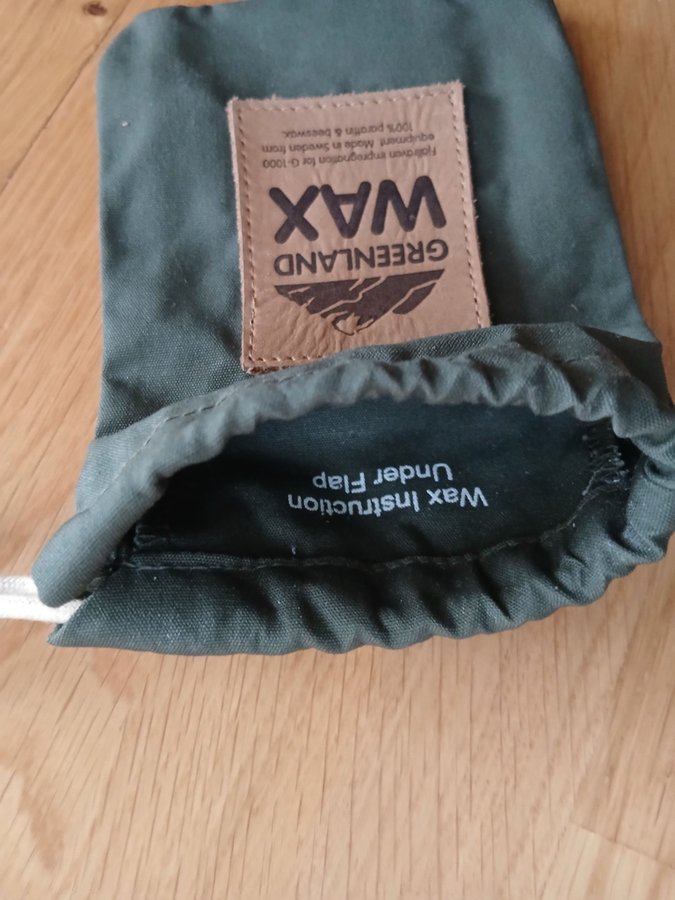 GREENLAND
WAX
Fjällräven impregnation for G-1000
equipment. Made in Sweden from
100% paraffin & beeswax.
Wax Instruction
Under Flap